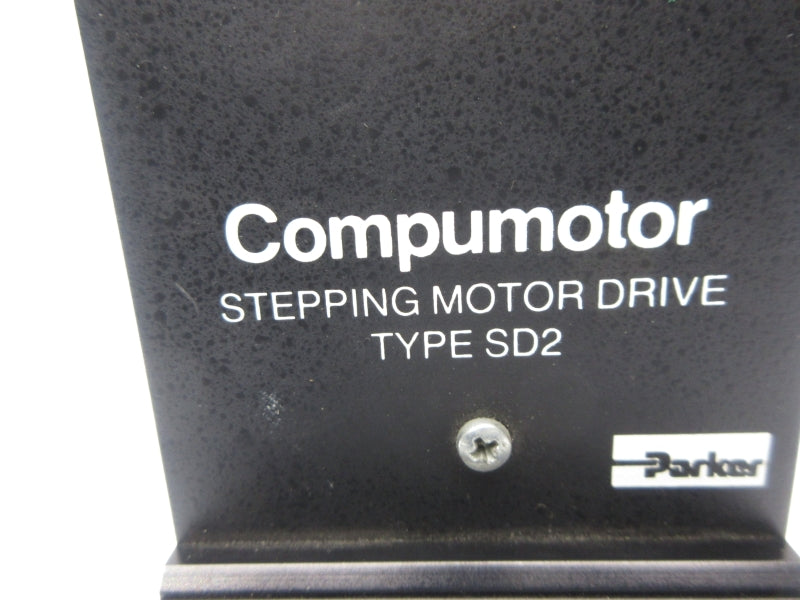 Compumotor
STEPPING MOTOR DRIVE
TYPE SD2
Parker